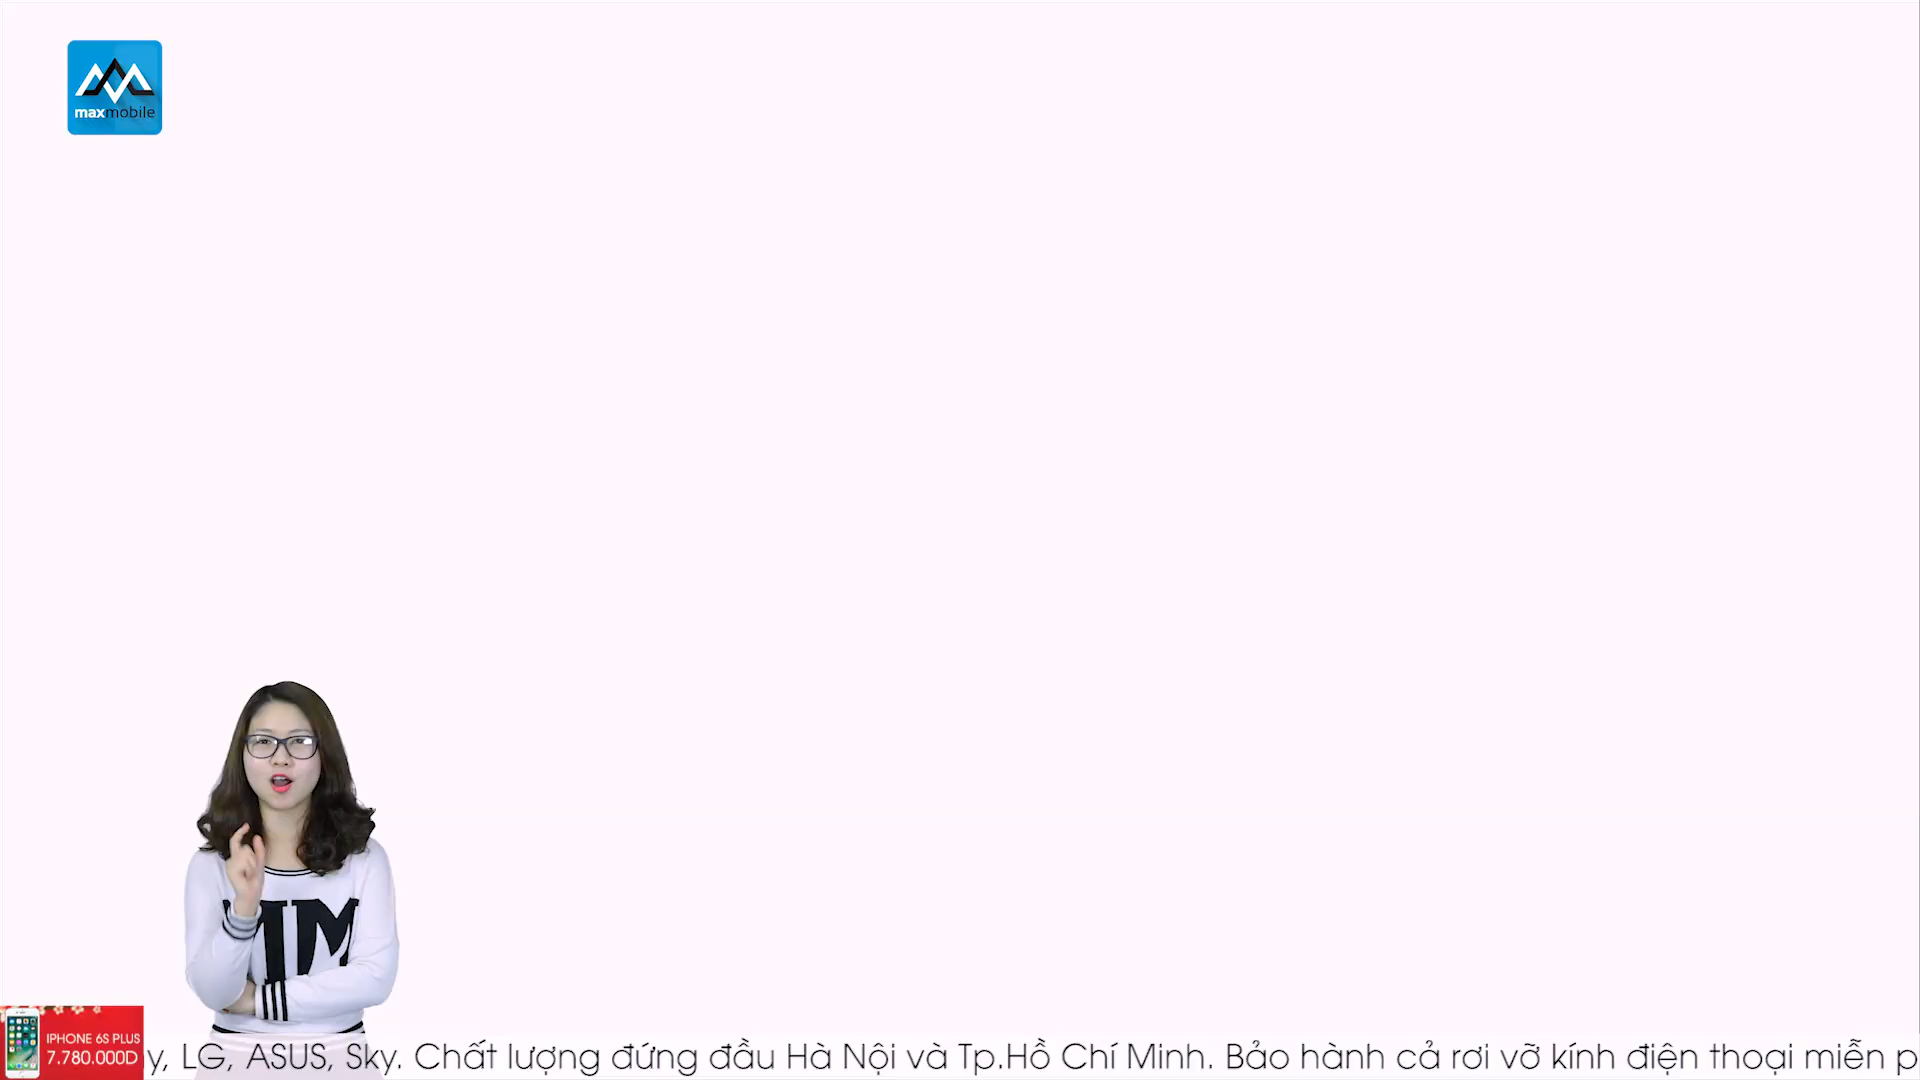 maxmobile
IPHONE 6S PLUS
7.780.000D
y, LG, ASUS, Sky. Chất lượng đứng đầu Hà Nội và Tp.Hồ Chí Minh. Bảo hành cả rơi vỡ kính điện thoại miễn p